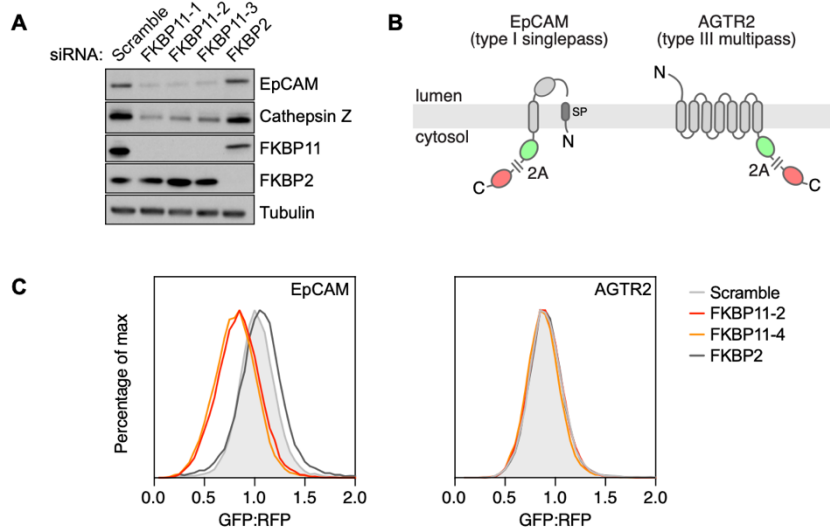 A
siRNA:
Scramble
FKBP11-1
FKBP11-2
FKBP11-3
FKBP2
EpCAM
Cathepsin Z
FKBP11
FKBP2
Tubulin
B
EpCAM
(type I singlepass)
AGTR2
(type III multipass)
lumen
cytosol
SP
N
2A
C
N
2A
C
C
Percentage of max
EpCAM
0.0 0.5 1.0 1.5 2.0
GFP:RFP
AGTR2
0.0 0.5 1.0 1.5 2.0
GFP:RFP
Scramble
FKBP11-2
FKBP11-4
FKBP2